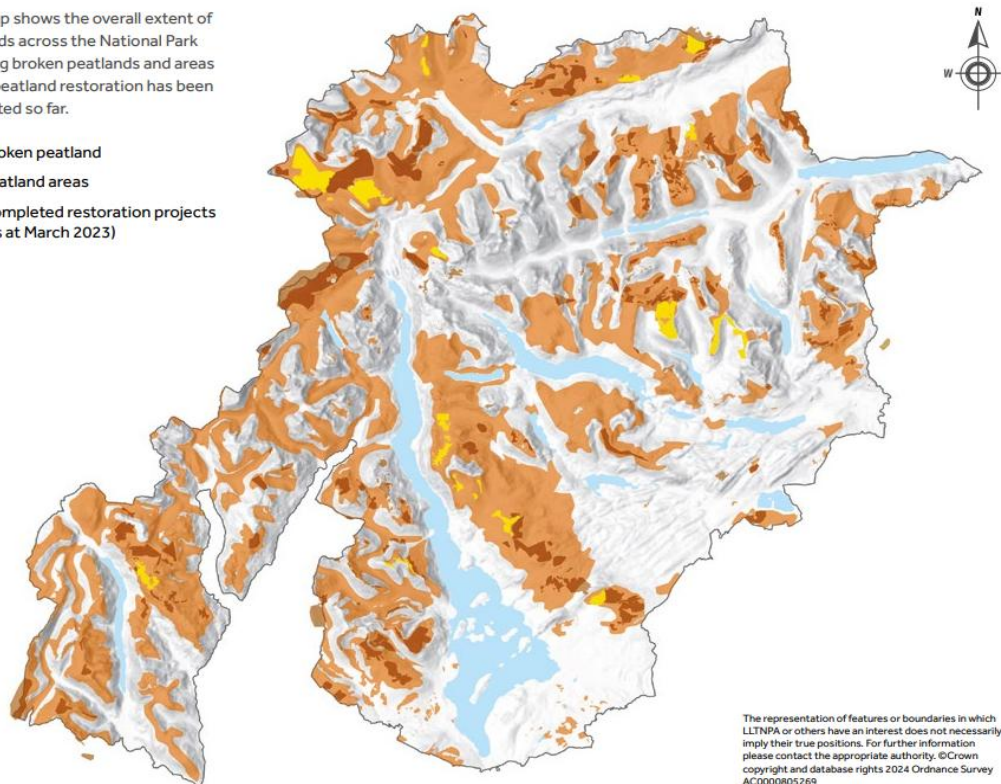 p shows the overall extent of
ds across the National Park
g broken peatlands and areas
eatland restoration has been
ted so far.
oken peatland
atland areas
ompleted restoration projects
s at March 2023)
N
W
The representation of features or boundaries in which
LLTNPA or others have an interest does not necessarily
imply their true positions. For further information
please contact the appropriate authority. ©Crown
copyright and database rights 2024 Ordnance Survey
AC0000805269